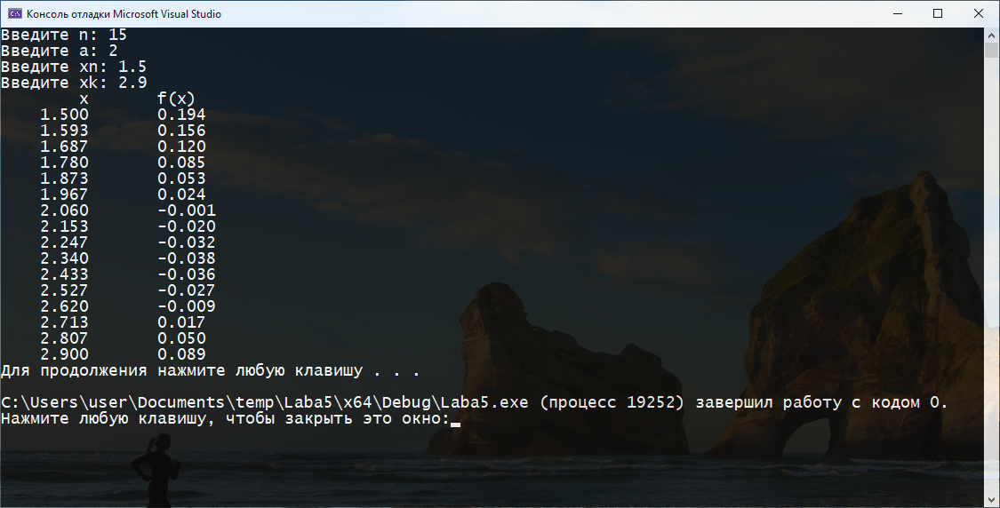 Консоль отладки Microsoft Visual Studio
Введите n: 15
Введите a: 2
Введите xn: 1.5
Введите xk: 2.9
x f(x)
1.500 0.194
1.593 0.156
1.687 0.120
1.780 0.085
1.873 0.053
1.967 0.024
2.060 -0.001
2.153 -0.020
2.247 -0.032
2.340 -0.038
2.433 -0.036
2.527 -0.027
2.620 -0.009
2.713 0.017
2.807 0.050
2.900 0.089
Для продолжения нажмите любую клавишу . . .
C:\Users\user\Documents\temp\Laba5\x64\Debug\Laba5.exe (процесс 19252) завершил работу с кодом 0.
Нажмите любую клавишу, чтобы закрыть это окно: